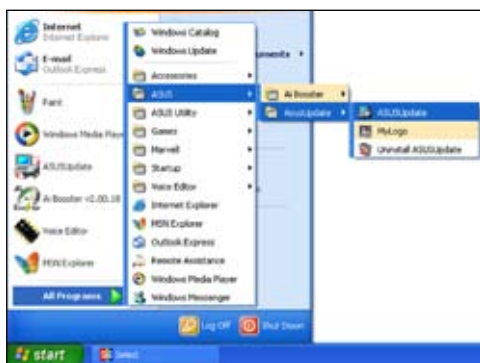 Internet
Internet Explorer
E-mail
Outlook Express
Paint
Windows Media Player
ASUSUpdate
Ai Booster v2.00.18
Voice Editor
MSN Explorer
All Programs
Windows Catalog
Windows Update
Accessories
ASUS
ASUS Utility
Games
Marvell
Startup
Voice Editor
Internet Explorer
MSN Explorer
Outlook Express
Remote Assistance
Windows Media Player
Windows Messenger
uments
Ai Booster
AsusUpdate
ASUSUpdate
MyLogo
Uninstall ASUSUpdate
Log Off
Shut Down
start